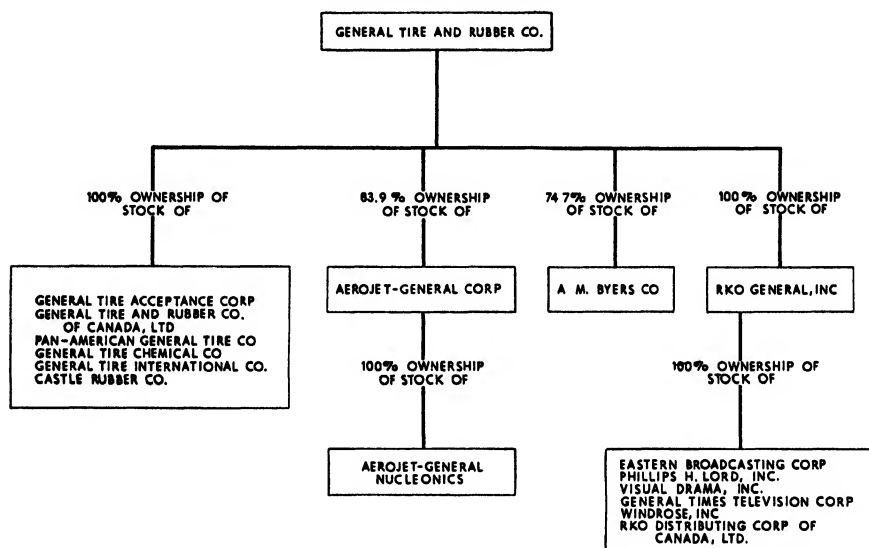 GENERAL TIRE AND RUBBER CO.
100% OWNERSHIP OF
STOCK OF
83.9% OWNERSHIP
OF STOCK OF
74 7% OWNERSHIP
OF STOCK OF
100% OWNERSHIP
OF STOCK OF
GENERAL TIRE ACCEPTANCE CORP
GENERAL TIRE AND RUBBER CO.
OF CANADA, LTD
PAN-AMERICAN GENERAL TIRE CO
GENERAL TIRE CHEMICAL CO
GENERAL TIRE INTERNATIONAL CO.
CASTLE RUBBER CO.
AEROJET-GENERAL CORP
A M. BYERS CO
RKO GENERAL, INC
100% OWNERSHIP
OF STOCK OF
100% OWNERSHIP
OF STOCK OF
AEROJET-GENERAL
NUCLEONICS
EASTERN BROADCASTING CORP
PHILLIPS H. LORD, INC.
VISUAL DRAMA, INC.
GENERAL TIMES TELEVISION CORP
WINDROSE, INC
RKO DISTRIBUTING CORP OF
CANADA, LTD.